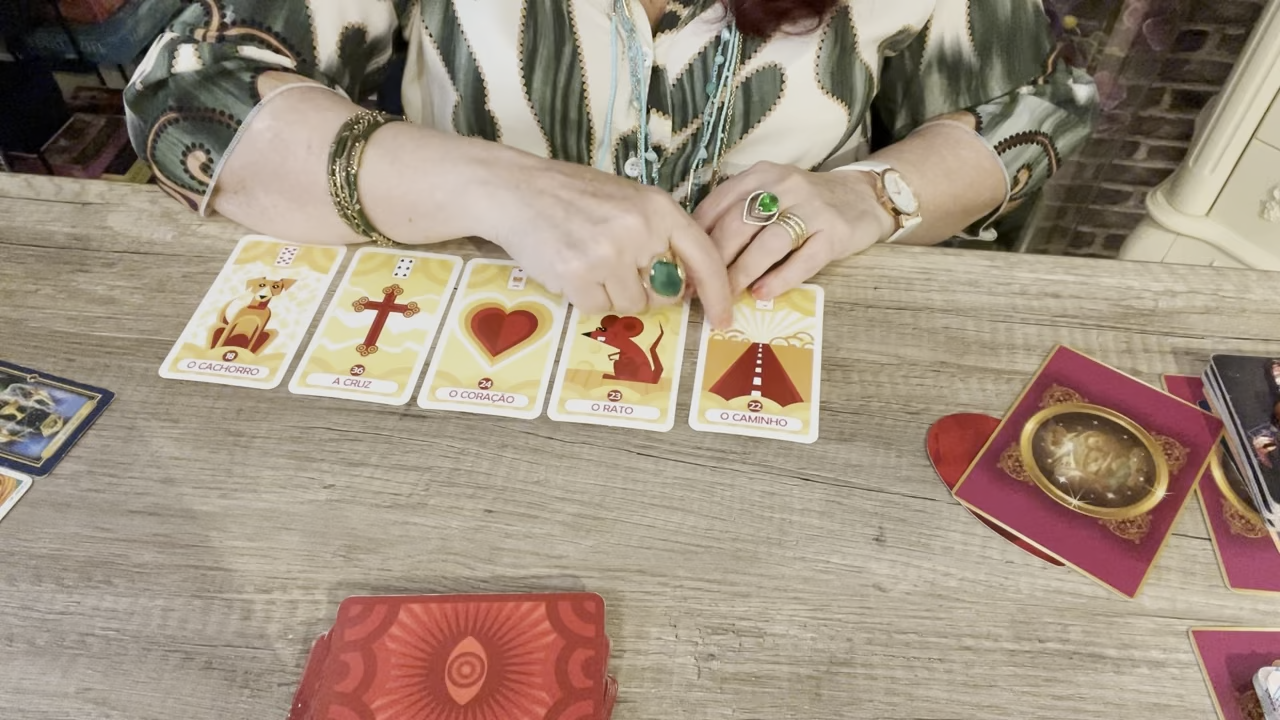 18
O CACHORRO
36
A CRUZ
24
O CORAÇÃO
23
O RATO
22
O CAMINHO